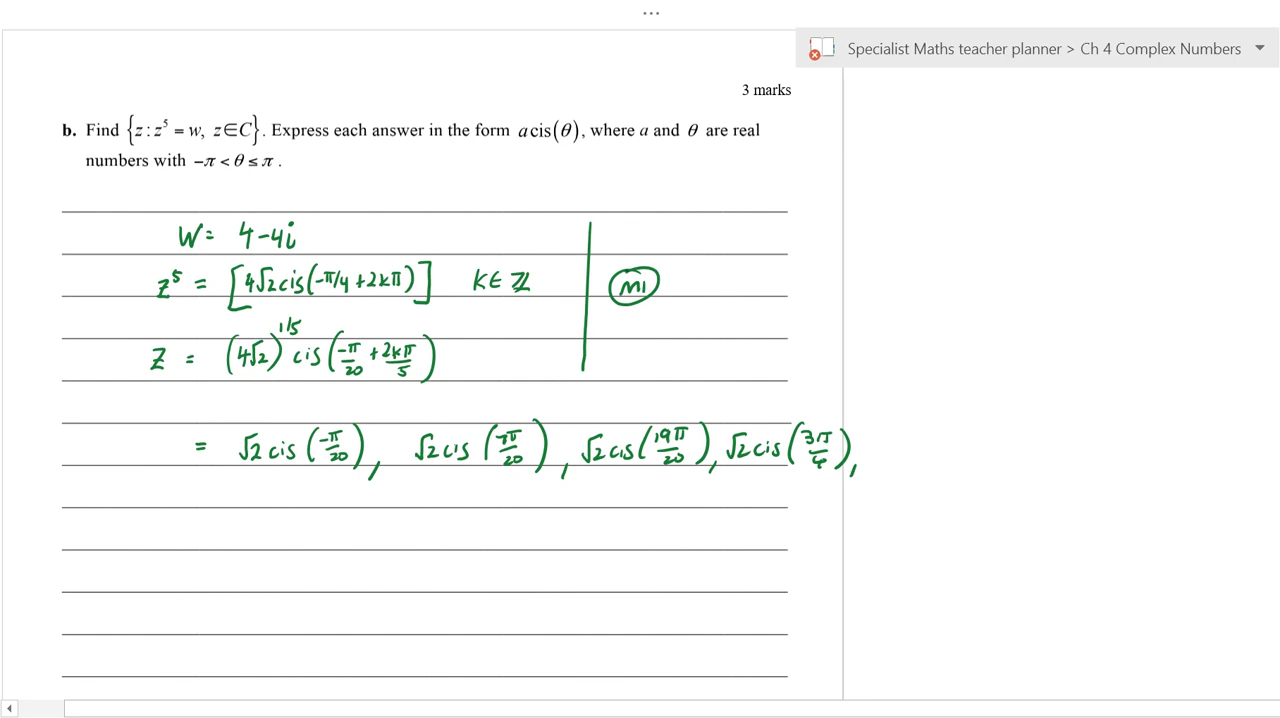 ...
Specialist Maths teacher planner > Ch 4 Complex Numbers
3 marks
b. Find {z : z⁵ = w, z∈C}. Express each answer in the form a cis(θ), where a and θ are real
numbers with −π < θ ≤ π .
W = 4-4i
z⁵ = [4√2 cis(-π/4 + 2kπ)] K ∈ ℤ M1
Z = (4√2)^1/5 cis(-π/20 + 2kπ/5)
= √2 cis(-π/20), √2 cis(7π/20), √2 cis(19π/20), √2 cis(3π/4),